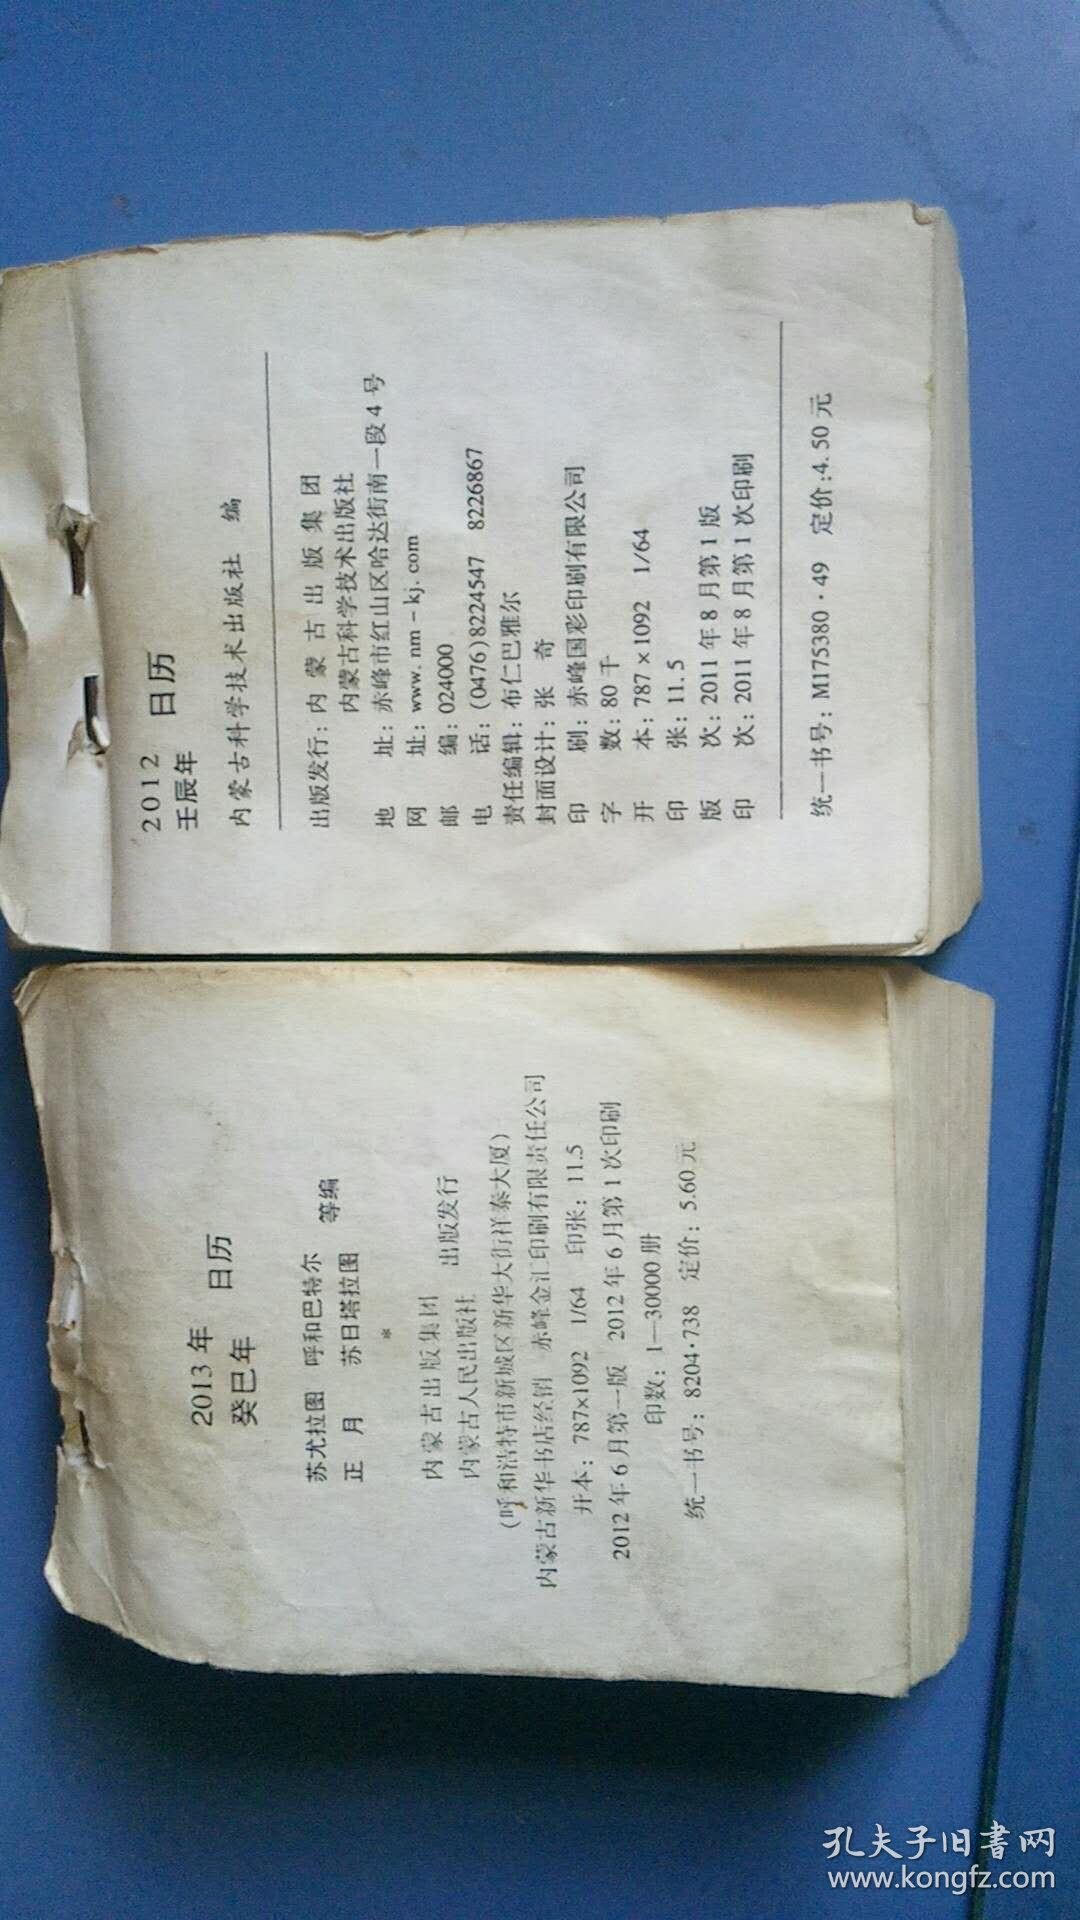 2012
壬辰年 日历
内蒙古科学技术出版社 编
出版发行:内蒙古出版集团
内蒙古科学技术出版社
地 址:赤峰市红山区哈达街南一段4号
网 址:www.nm-kj.com
邮 编:024000
电 话:(0476)8224547 8226867
责任编辑:布仁巴雅尔
封面设计:张 奇
印 刷:赤峰国彩印刷有限公司
字 数:80千
开 本:787×1092 1/64
印 张:11.5
版 次:2011年8月第1版
印 次:2011年8月第1次印刷
统一书号:M175380·49 定价:4.50元
2013年
癸巳年 日历
苏尤拉图 呼和巴特尔
正 月 苏日塔拉图 等编
*
内蒙古出版集团
内蒙古人民出版社 出版发行
(呼和浩特市新城区新华大街祥泰大厦)
内蒙古新华书店经销 赤峰金汇印刷有限责任公司
开本:787×1092 1/64 印张:11.5
2012年6月第一版 2012年6月第1次印刷
印数:1—30000册
统一书号:8204·738 定价:5.60元
孔夫子旧書网
www.kongfz.com